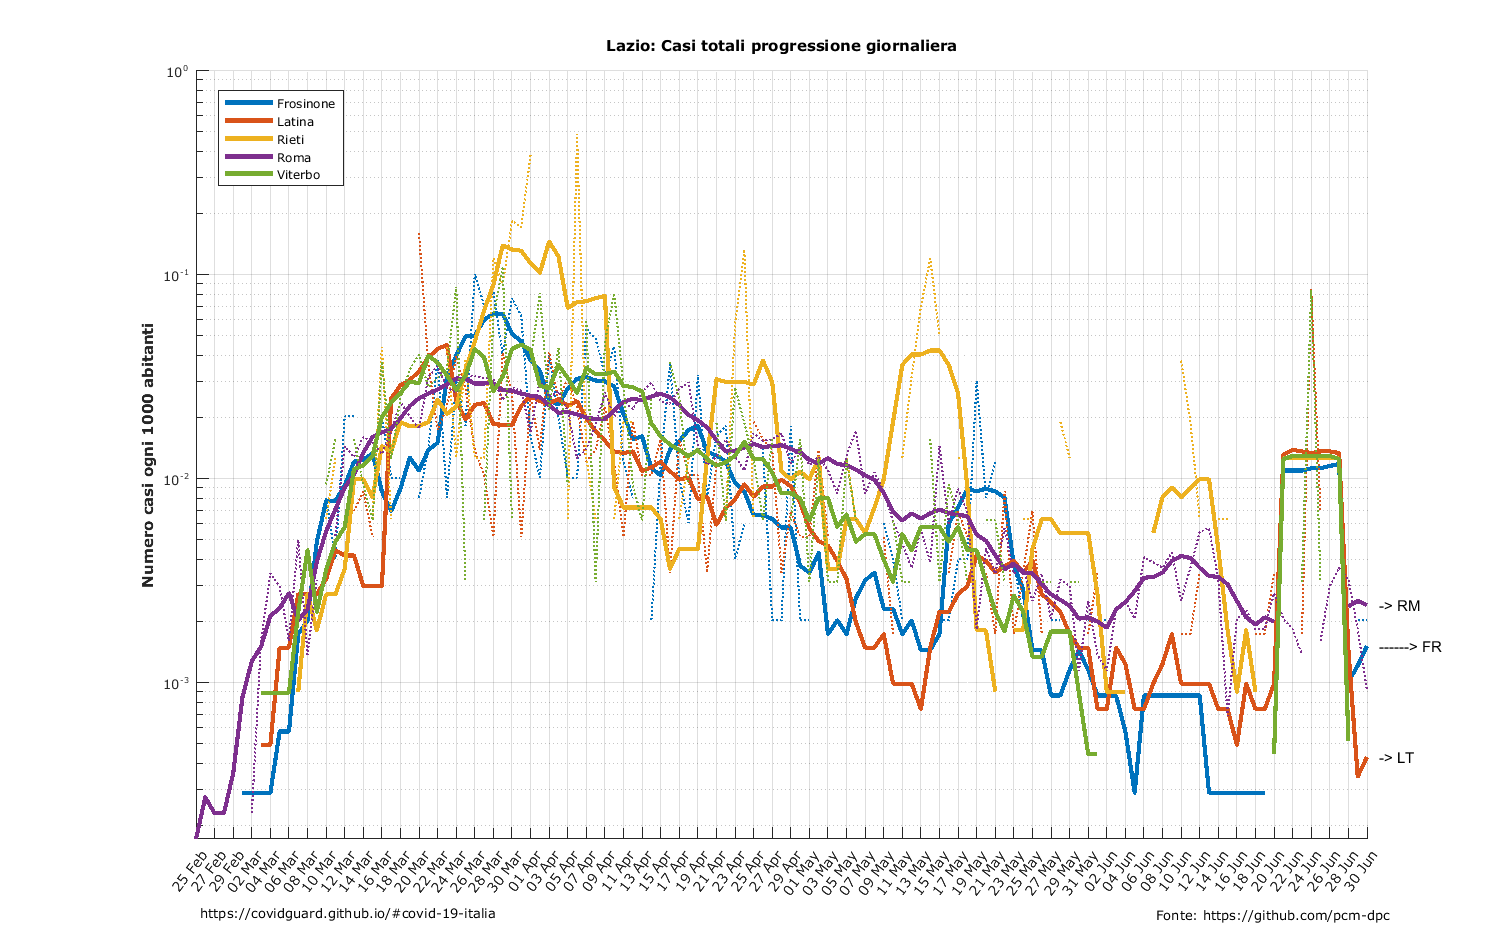 Lazio: Casi totali progressione giornaliera
Numero casi ogni 1000 abitanti
10⁰
10⁻¹
10⁻²
10⁻³
Frosinone
Latina
Rieti
Roma
Viterbo
-> RM
------> FR
-> LT
25 Feb
27 Feb
29 Feb
02 Mar
04 Mar
06 Mar
08 Mar
10 Mar
12 Mar
14 Mar
16 Mar
18 Mar
20 Mar
22 Mar
24 Mar
26 Mar
28 Mar
30 Mar
01 Apr
03 Apr
05 Apr
07 Apr
09 Apr
11 Apr
13 Apr
15 Apr
17 Apr
19 Apr
21 Apr
23 Apr
25 Apr
27 Apr
29 Apr
01 May
03 May
05 May
07 May
09 May
11 May
13 May
15 May
17 May
19 May
21 May
23 May
25 May
27 May
29 May
31 May
02 Jun
04 Jun
06 Jun
08 Jun
10 Jun
12 Jun
14 Jun
16 Jun
18 Jun
20 Jun
22 Jun
24 Jun
26 Jun
28 Jun
30 Jun
https://covidguard.github.io/#covid-19-italia
Fonte: https://github.com/pcm-dpc